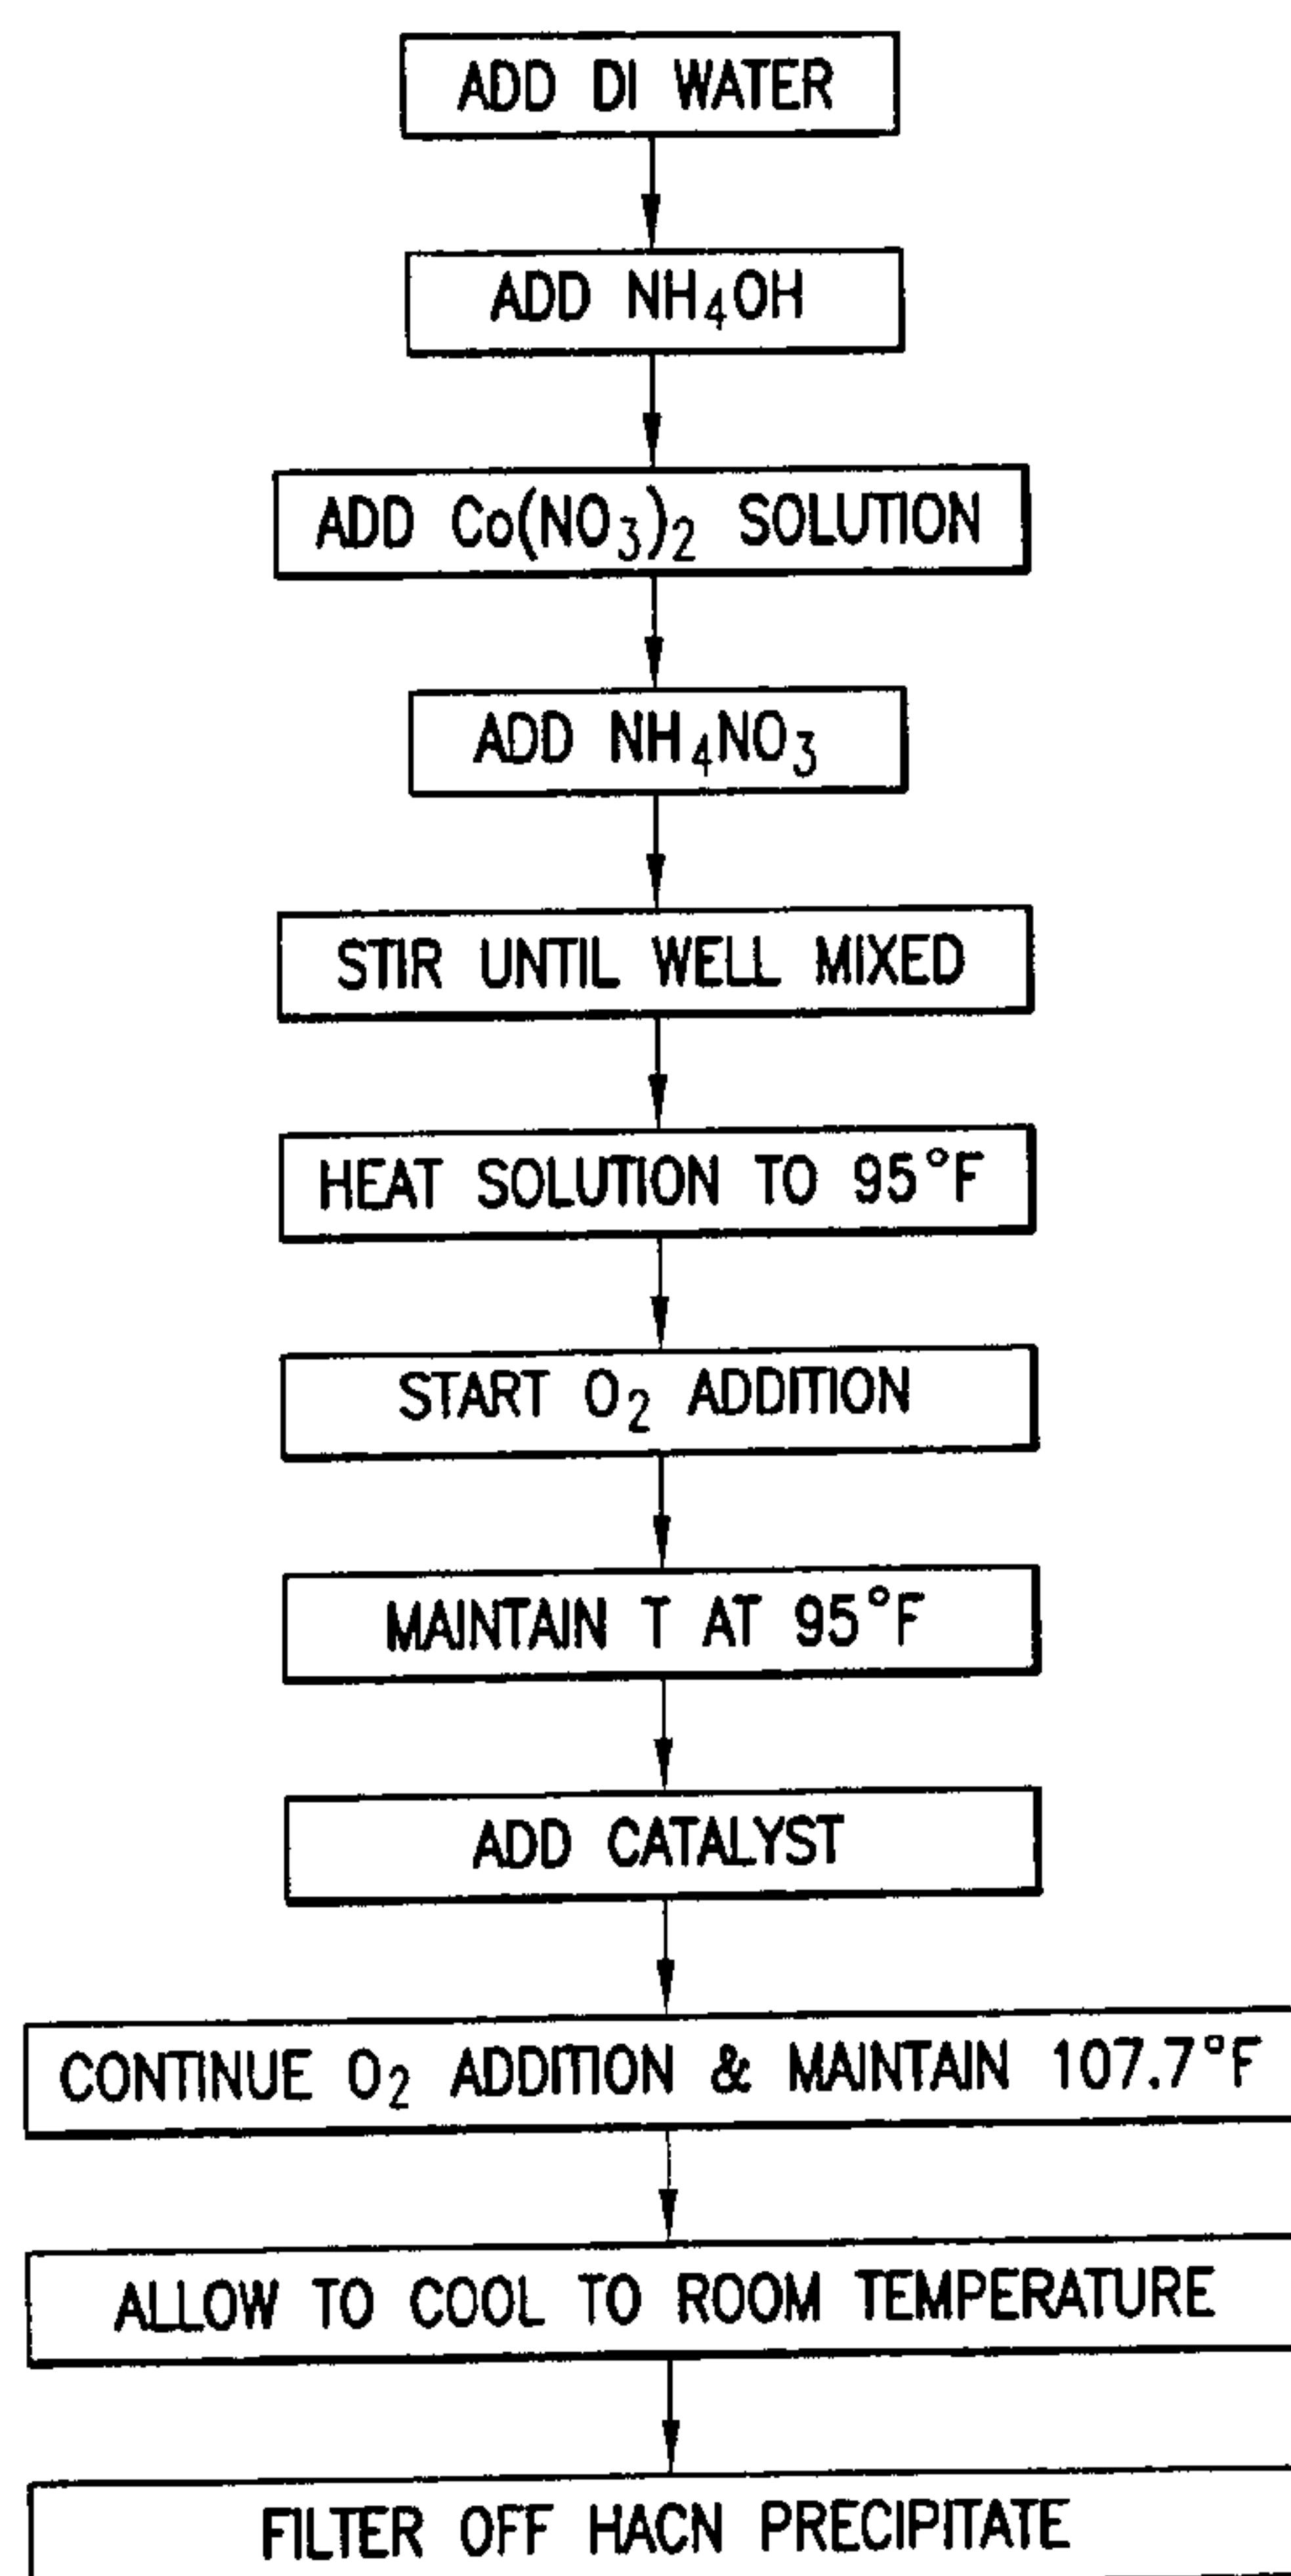 ADD DI WATER
ADD NH₄OH
ADD Co(NO₃)₂ SOLUTION
ADD NH₄NO₃
STIR UNTIL WELL MIXED
HEAT SOLUTION TO 95°F
START O₂ ADDITION
MAINTAIN T AT 95°F
ADD CATALYST
CONTINUE O₂ ADDITION & MAINTAIN 107.7°F
ALLOW TO COOL TO ROOM TEMPERATURE
FILTER OFF HACN PRECIPITATE